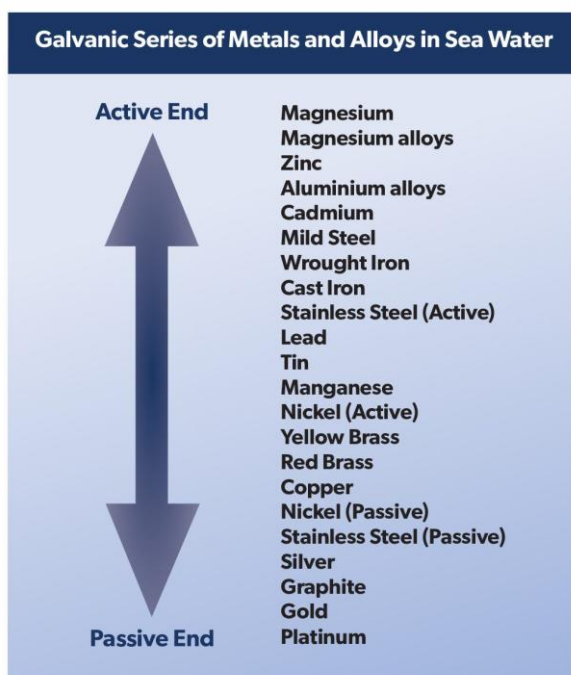 Galvanic Series of Metals and Alloys in Sea Water
Active End
Magnesium
Magnesium alloys
Zinc
Aluminium alloys
Cadmium
Mild Steel
Wrought Iron
Cast Iron
Stainless Steel (Active)
Lead
Tin
Manganese
Nickel (Active)
Yellow Brass
Red Brass
Copper
Nickel (Passive)
Stainless Steel (Passive)
Silver
Graphite
Gold
Platinum
Passive End